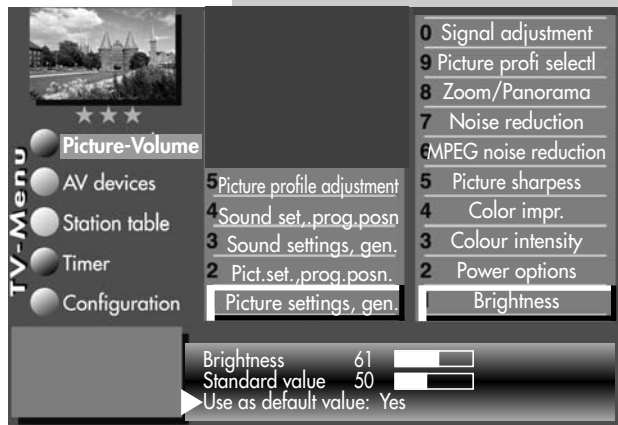 TV-Menu
Picture-Volume
AV devices
Station table
Timer
Configuration
5 Picture profile adjustment
4 Sound set,.prog.posn
3 Sound settings, gen.
2 Pict.set.,prog.posn.
Picture settings, gen.
0 Signal adjustment
9 Picture profi selectl
8 Zoom/Panorama
7 Noise reduction
6 MPEG noise reduction
5 Picture sharpess
4 Color impr.
3 Colour intensity
2 Power options
Brightness
Brightness 61
Standard value 50
Use as default value: Yes